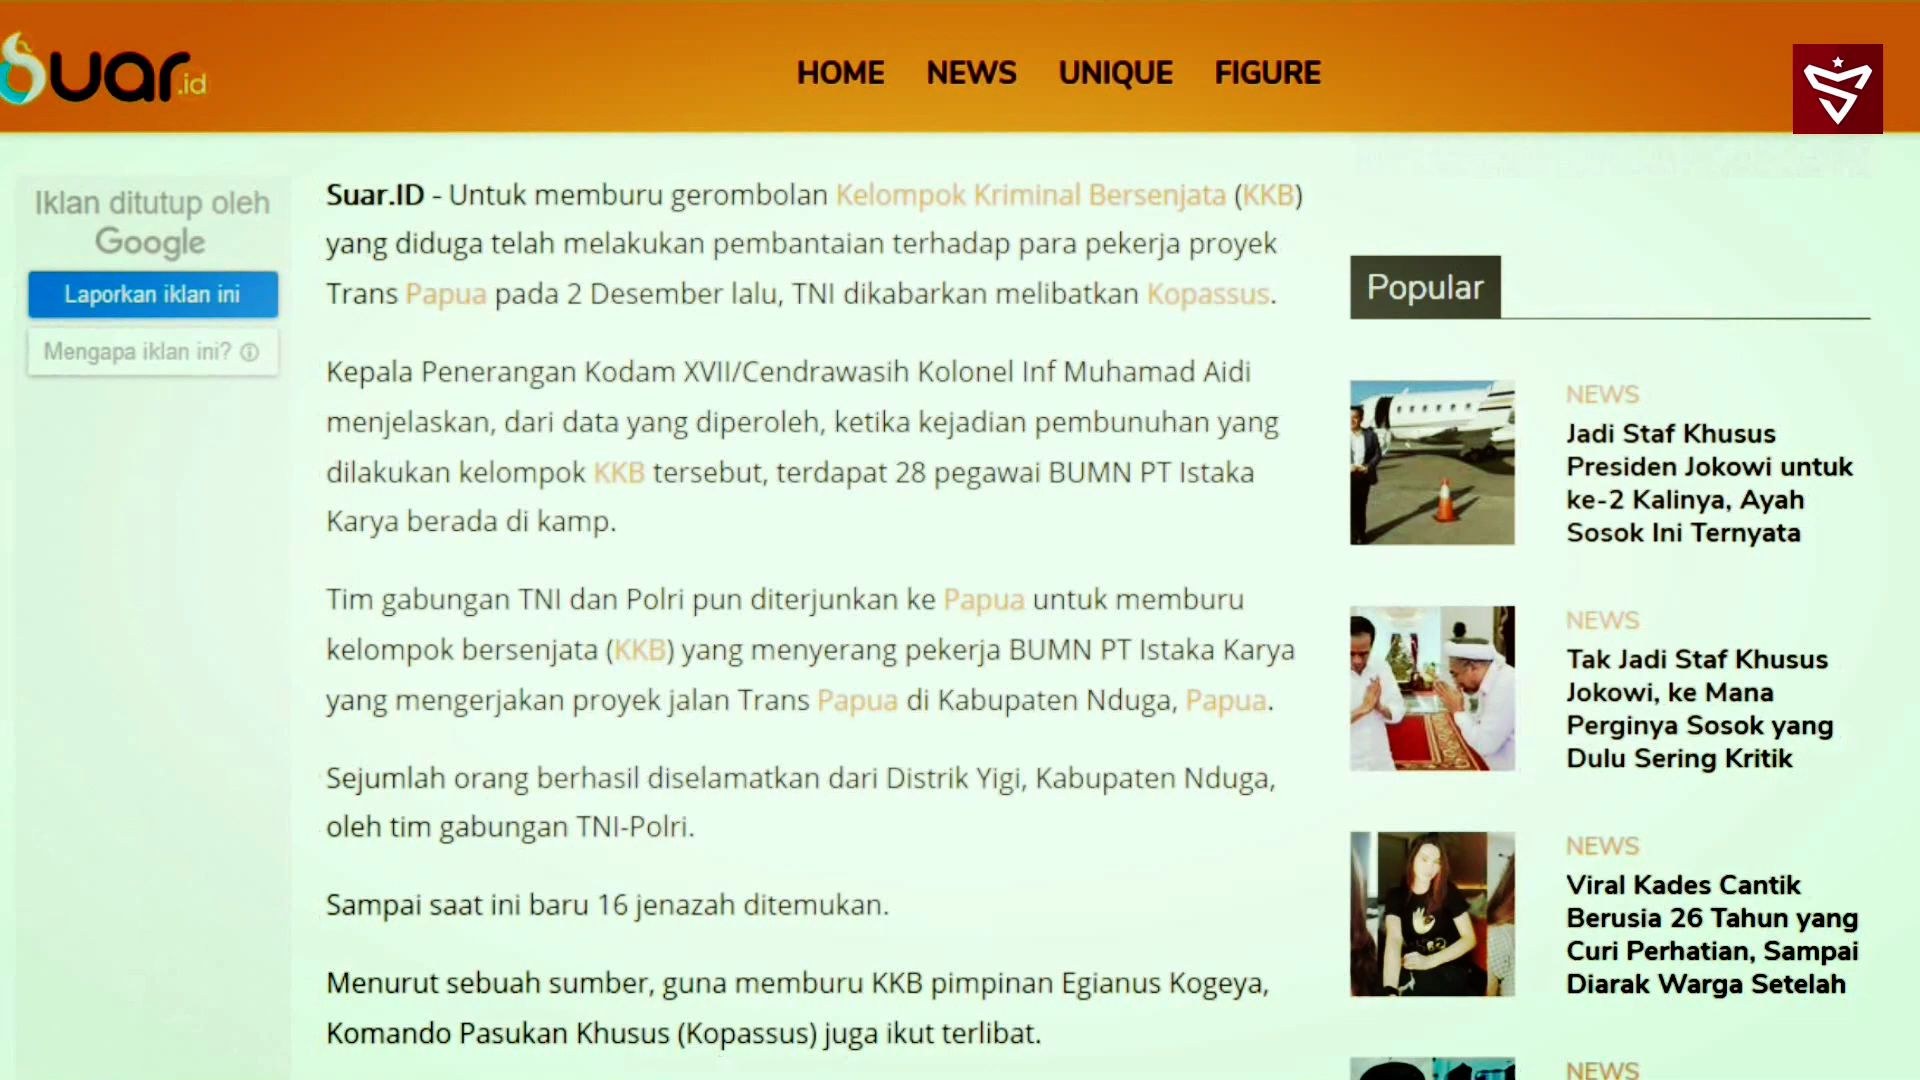 Suar.id
HOME NEWS UNIQUE FIGURE
Iklan ditutup oleh
Google
Laporkan iklan ini
Mengapa iklan ini?
Suar.ID - Untuk memburu gerombolan Kelompok Kriminal Bersenjata (KKB)
yang diduga telah melakukan pembantaian terhadap para pekerja proyek
Trans Papua pada 2 Desember lalu, TNI dikabarkan melibatkan Kopassus.
Kepala Penerangan Kodam XVII/Cendrawasih Kolonel Inf Muhamad Aidi
menjelaskan, dari data yang diperoleh, ketika kejadian pembunuhan yang
dilakukan kelompok KKB tersebut, terdapat 28 pegawai BUMN PT Istaka
Karya berada di kamp.
Tim gabungan TNI dan Polri pun diterjunkan ke Papua untuk memburu
kelompok bersenjata (KKB) yang menyerang pekerja BUMN PT Istaka Karya
yang mengerjakan proyek jalan Trans Papua di Kabupaten Nduga, Papua.
Sejumlah orang berhasil diselamatkan dari Distrik Yigi, Kabupaten Nduga,
oleh tim gabungan TNI-Polri.
Sampai saat ini baru 16 jenazah ditemukan.
Menurut sebuah sumber, guna memburu KKB pimpinan Egianus Kogeya,
Komando Pasukan Khusus (Kopassus) juga ikut terlibat.
Popular
NEWS
Jadi Staf Khusus
Presiden Jokowi untuk
ke-2 Kalinya, Ayah
Sosok Ini Ternyata
NEWS
Tak Jadi Staf Khusus
Jokowi, ke Mana
Perginya Sosok yang
Dulu Sering Kritik
NEWS
Viral Kades Cantik
Berusia 26 Tahun yang
Curi Perhatian, Sampai
Diarak Warga Setelah
NEWS